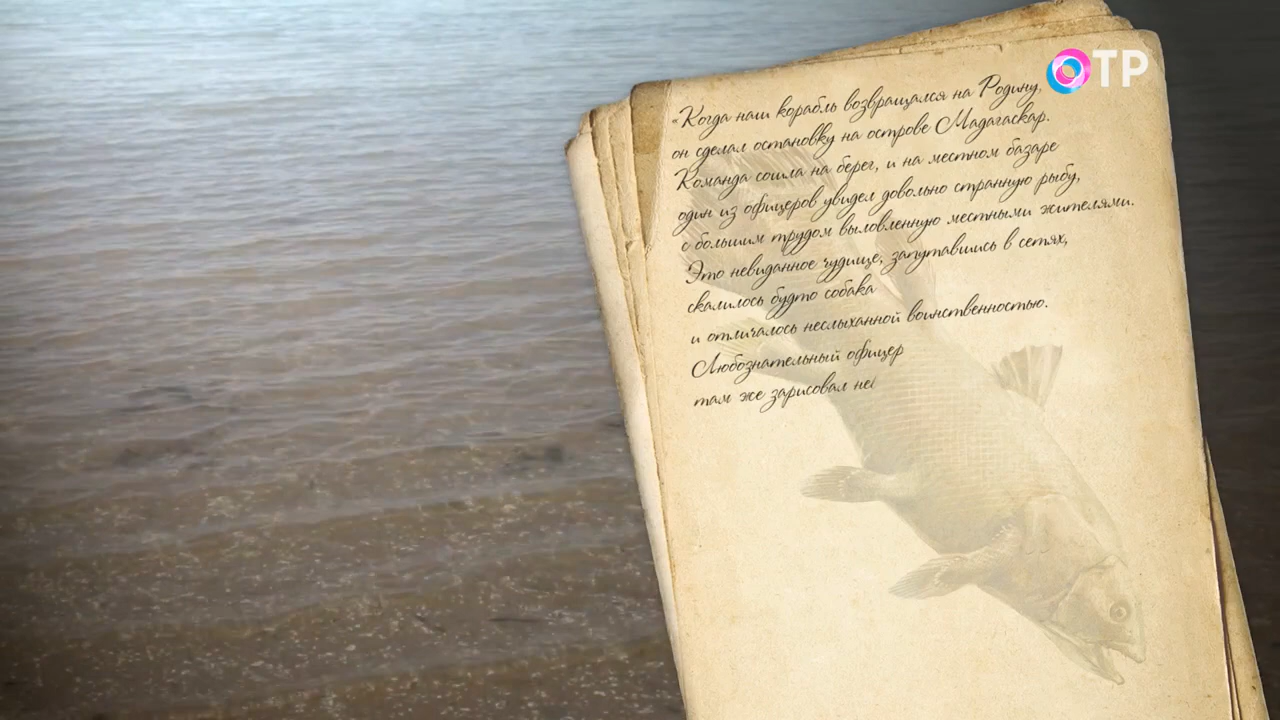 ОТР
«Когда наш корабль возвращался на Родину,
он сделал остановку на острове Мадагаскар.
Команда сошла на берег, и на местном базаре
один из офицеров увидел довольно странную рыбу,
с большим трудом выловленную местными жителями.
Это невиданное чудище, запутавшись в сетях,
скалилось будто собака
и отличалось неслыханной воинственностью.
Любознательный офицер
там же зарисовал